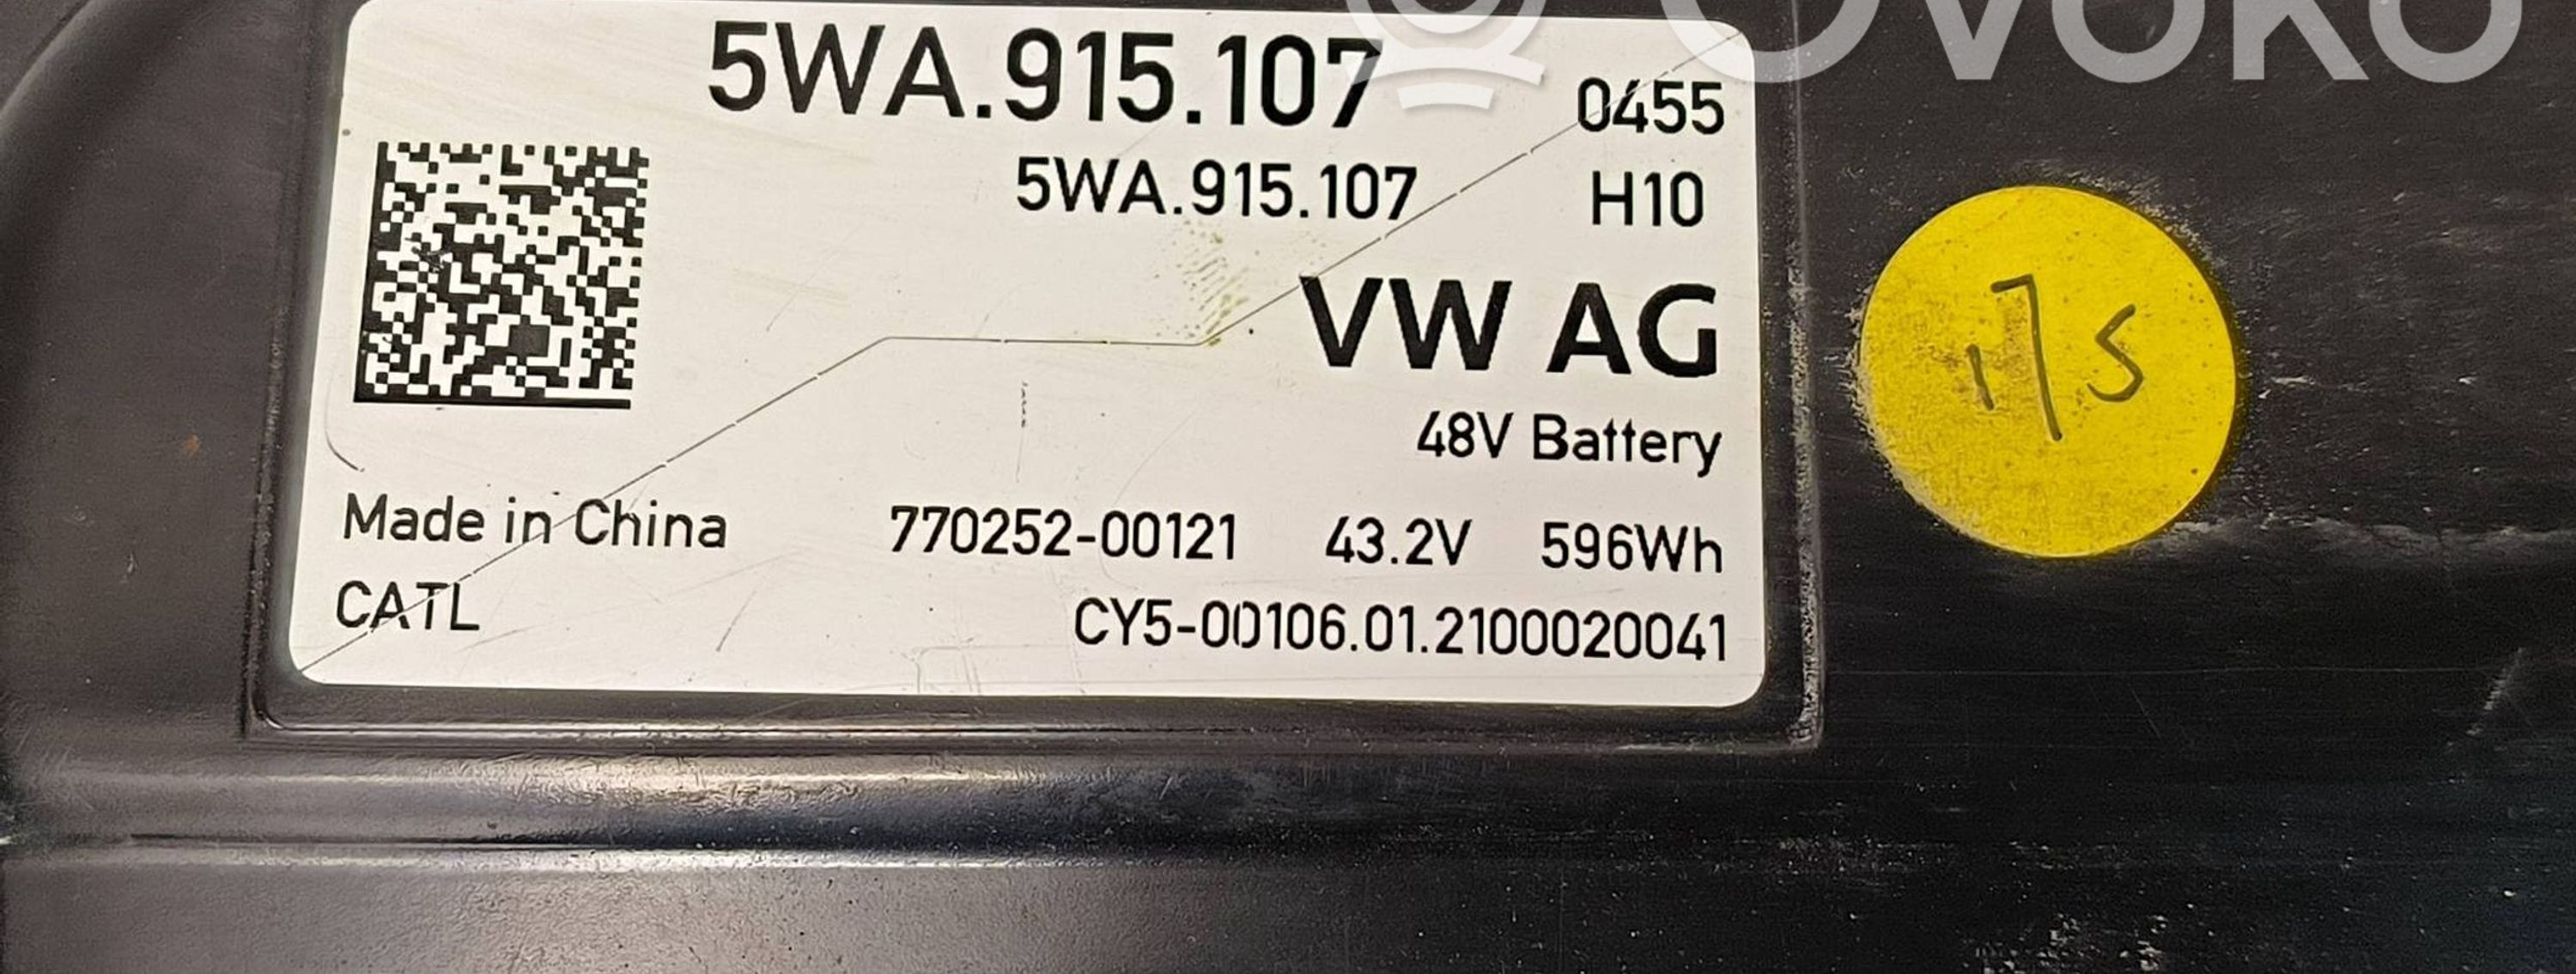 OVOKO
5WA.915.107 0455
5WA.915.107 H10
VW AG
48V Battery
Made in China 770252-00121 43.2V 596Wh
CATL CY5-00106.01.2100020041